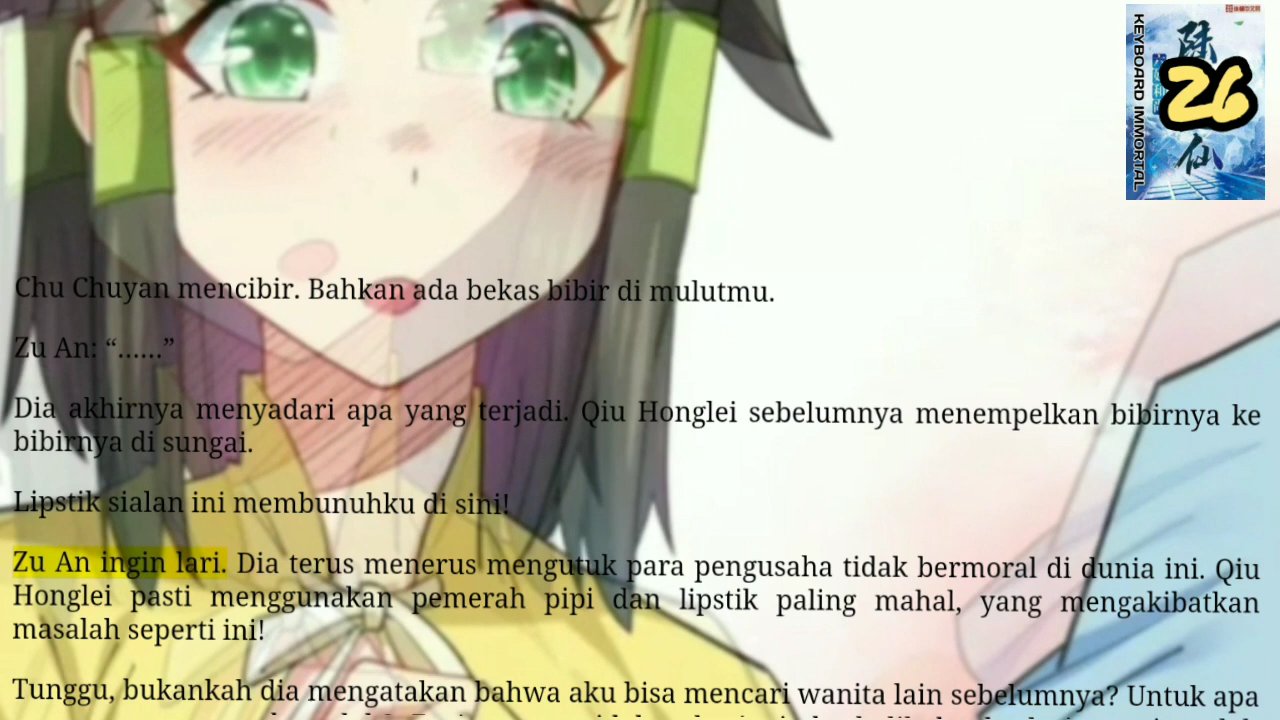 KEYBOARD IMMORTAL
陆
26
仙
Chu Chuyan mencibir. Bahkan ada bekas bibir di mulutmu.
Zu An: “......”
Dia akhirnya menyadari apa yang terjadi. Qiu Honglei sebelumnya menempelkan bibirnya ke
bibirnya di sungai.
Lipstik sialan ini membunuhku di sini!
Zu An ingin lari. Dia terus menerus mengutuk para pengusaha tidak bermoral di dunia ini. Qiu
Honglei pasti menggunakan pemerah pipi dan lipstik paling mahal, yang mengakibatkan
masalah seperti ini!
Tunggu, bukankah dia mengatakan bahwa aku bisa mencari wanita lain sebelumnya? Untuk apa